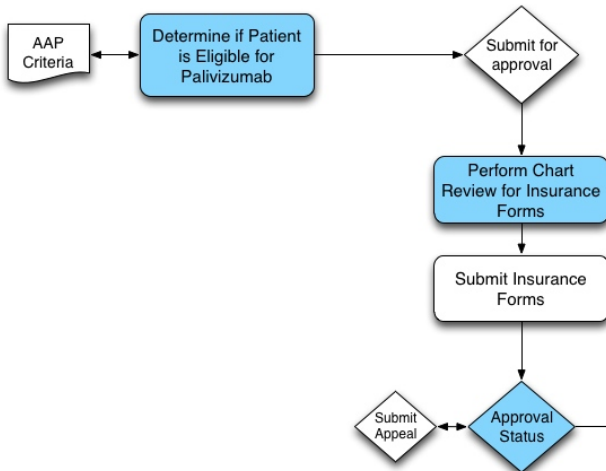 AAP
Criteria
Determine if Patient
is Eligible for
Palivizumab
Submit for
approval
Perform Chart
Review for Insurance
Forms
Submit Insurance
Forms
Submit
Appeal
Approval
Status